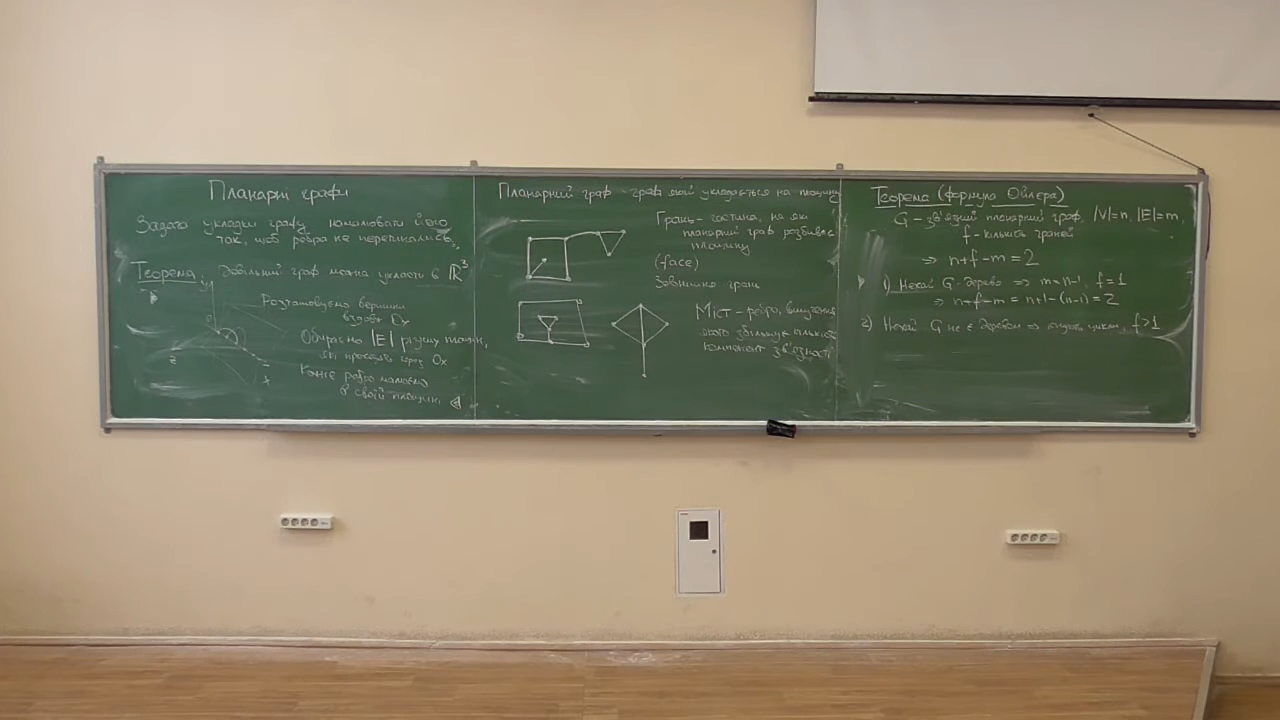 Планарні графи
Задача укладки графу, намалювати його
так, щоб ребра не перетинались.
Теорема. Довільний граф можна укласти в ℝ³
Розташовуємо вершини
вздовж Ox
Обираємо |E| різних площин,
які проходять через Ox
Кожне ребро малюємо
в своїй площині
Планарний граф - граф який укладається на площину
Грань - частина, на які
планарний граф розбиває
площину
(face)
Зовнішня грань
Міст - ребро, вилучення
якого збільшує кількість
компонент зв'язності
Теорема (формула Ойлера)
G - зв'язний планарний граф, |V|=n, |E|=m,
f - кількість граней
⇒ n+f-m=2
1) Нехай G - дерево ⇒ m=n-1, f=1
⇒ n+f-m = n+1-(n-1)=2
2) Нехай G не є деревом ⇒ цикл, f>1